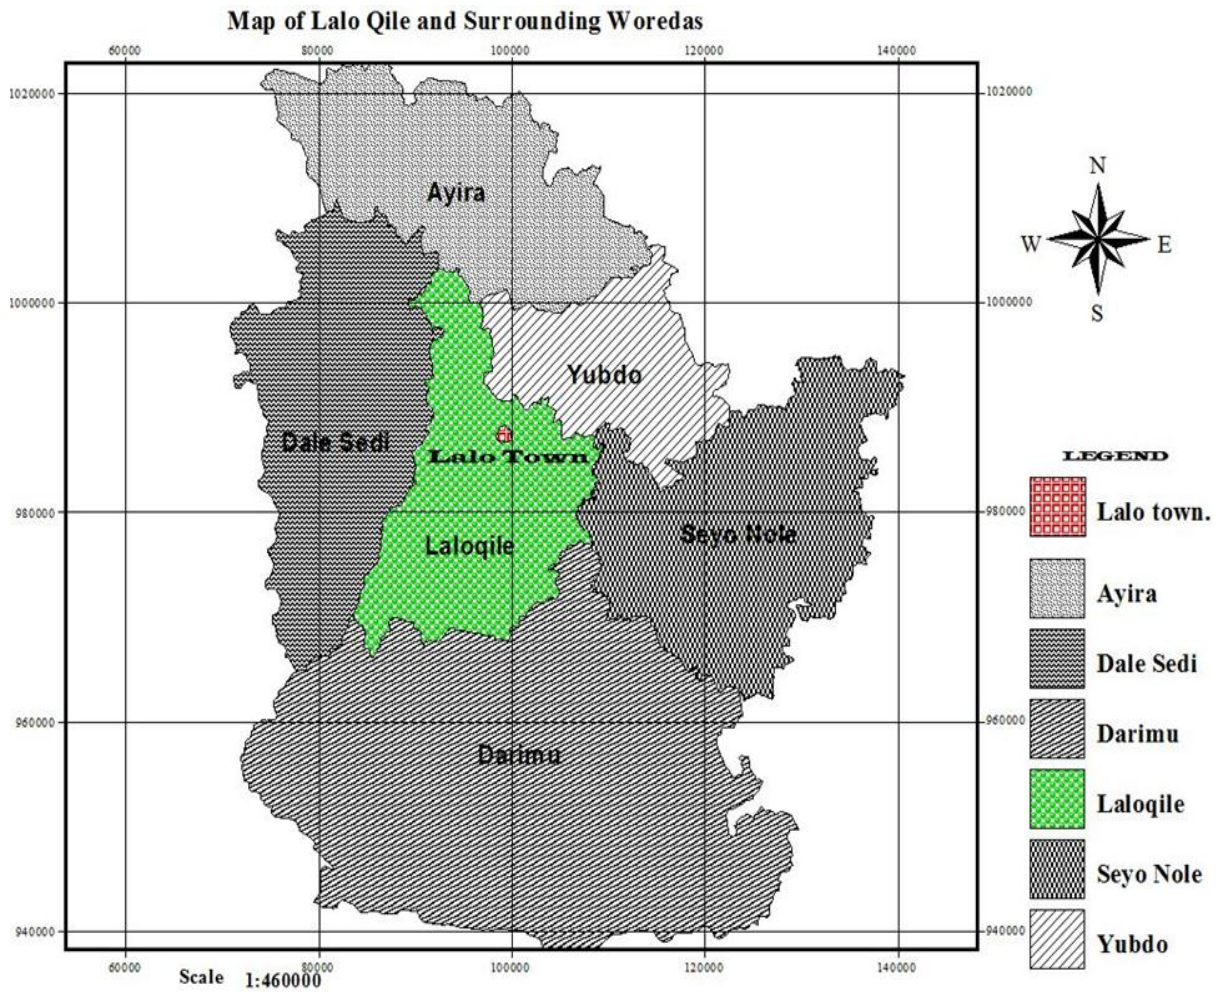 Map of Lalo Qile and Surrounding Woredas
60000 80000 100000 120000 140000
1020000 1020000
N
Ayira
W E
1000000 1000000
S
Yubdo
Dale Sedi
Lalo Town
LEGEND
980000 980000
Lalo town.
Seyo Nole
Laloqile
Ayira
Dale Sedi
960000 960000
Darimu
Darimu
Laloqile
Seyo Nole
940000 940000
Yubdo
60000 80000 100000 120000 140000
Scale 1:460000